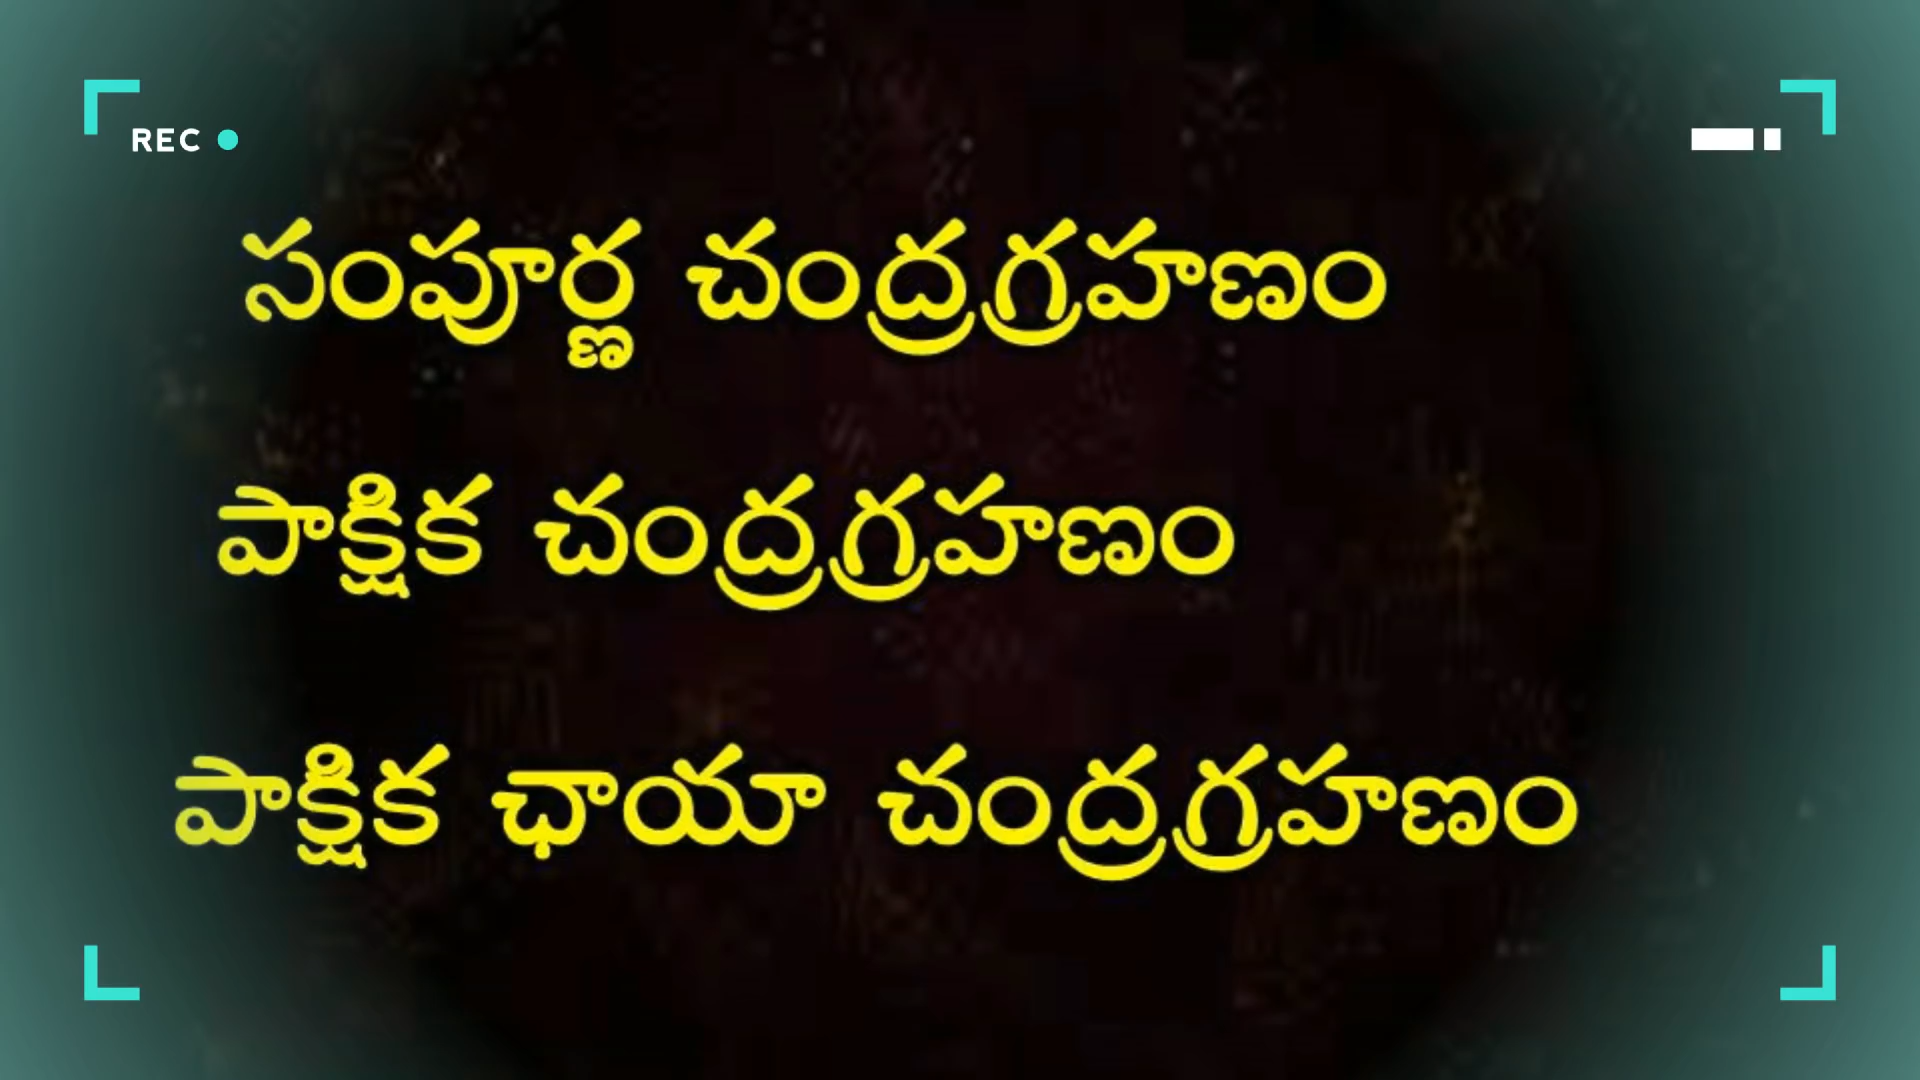 REC
సంపూర్ణ చంద్రగ్రహణం
పాక్షిక చంద్రగ్రహణం
పాక్షిక ఛాయా చంద్రగ్రహణం